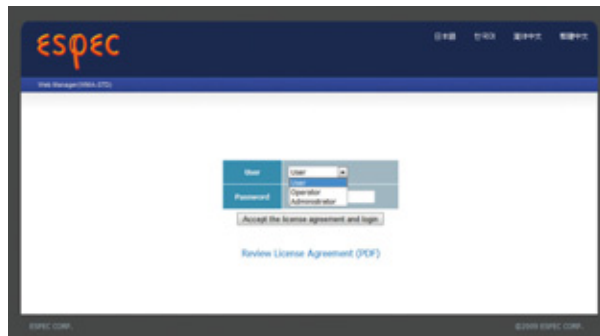 ESPEC
日本語 한국어 简体中文 繁體中文
Web Manager(WMA-STD)
User User
User
Operator
Administrator
Password
Accept the license agreement and login
Review License Agreement (PDF)
ESPEC CORP. ©2009 ESPEC CORP.